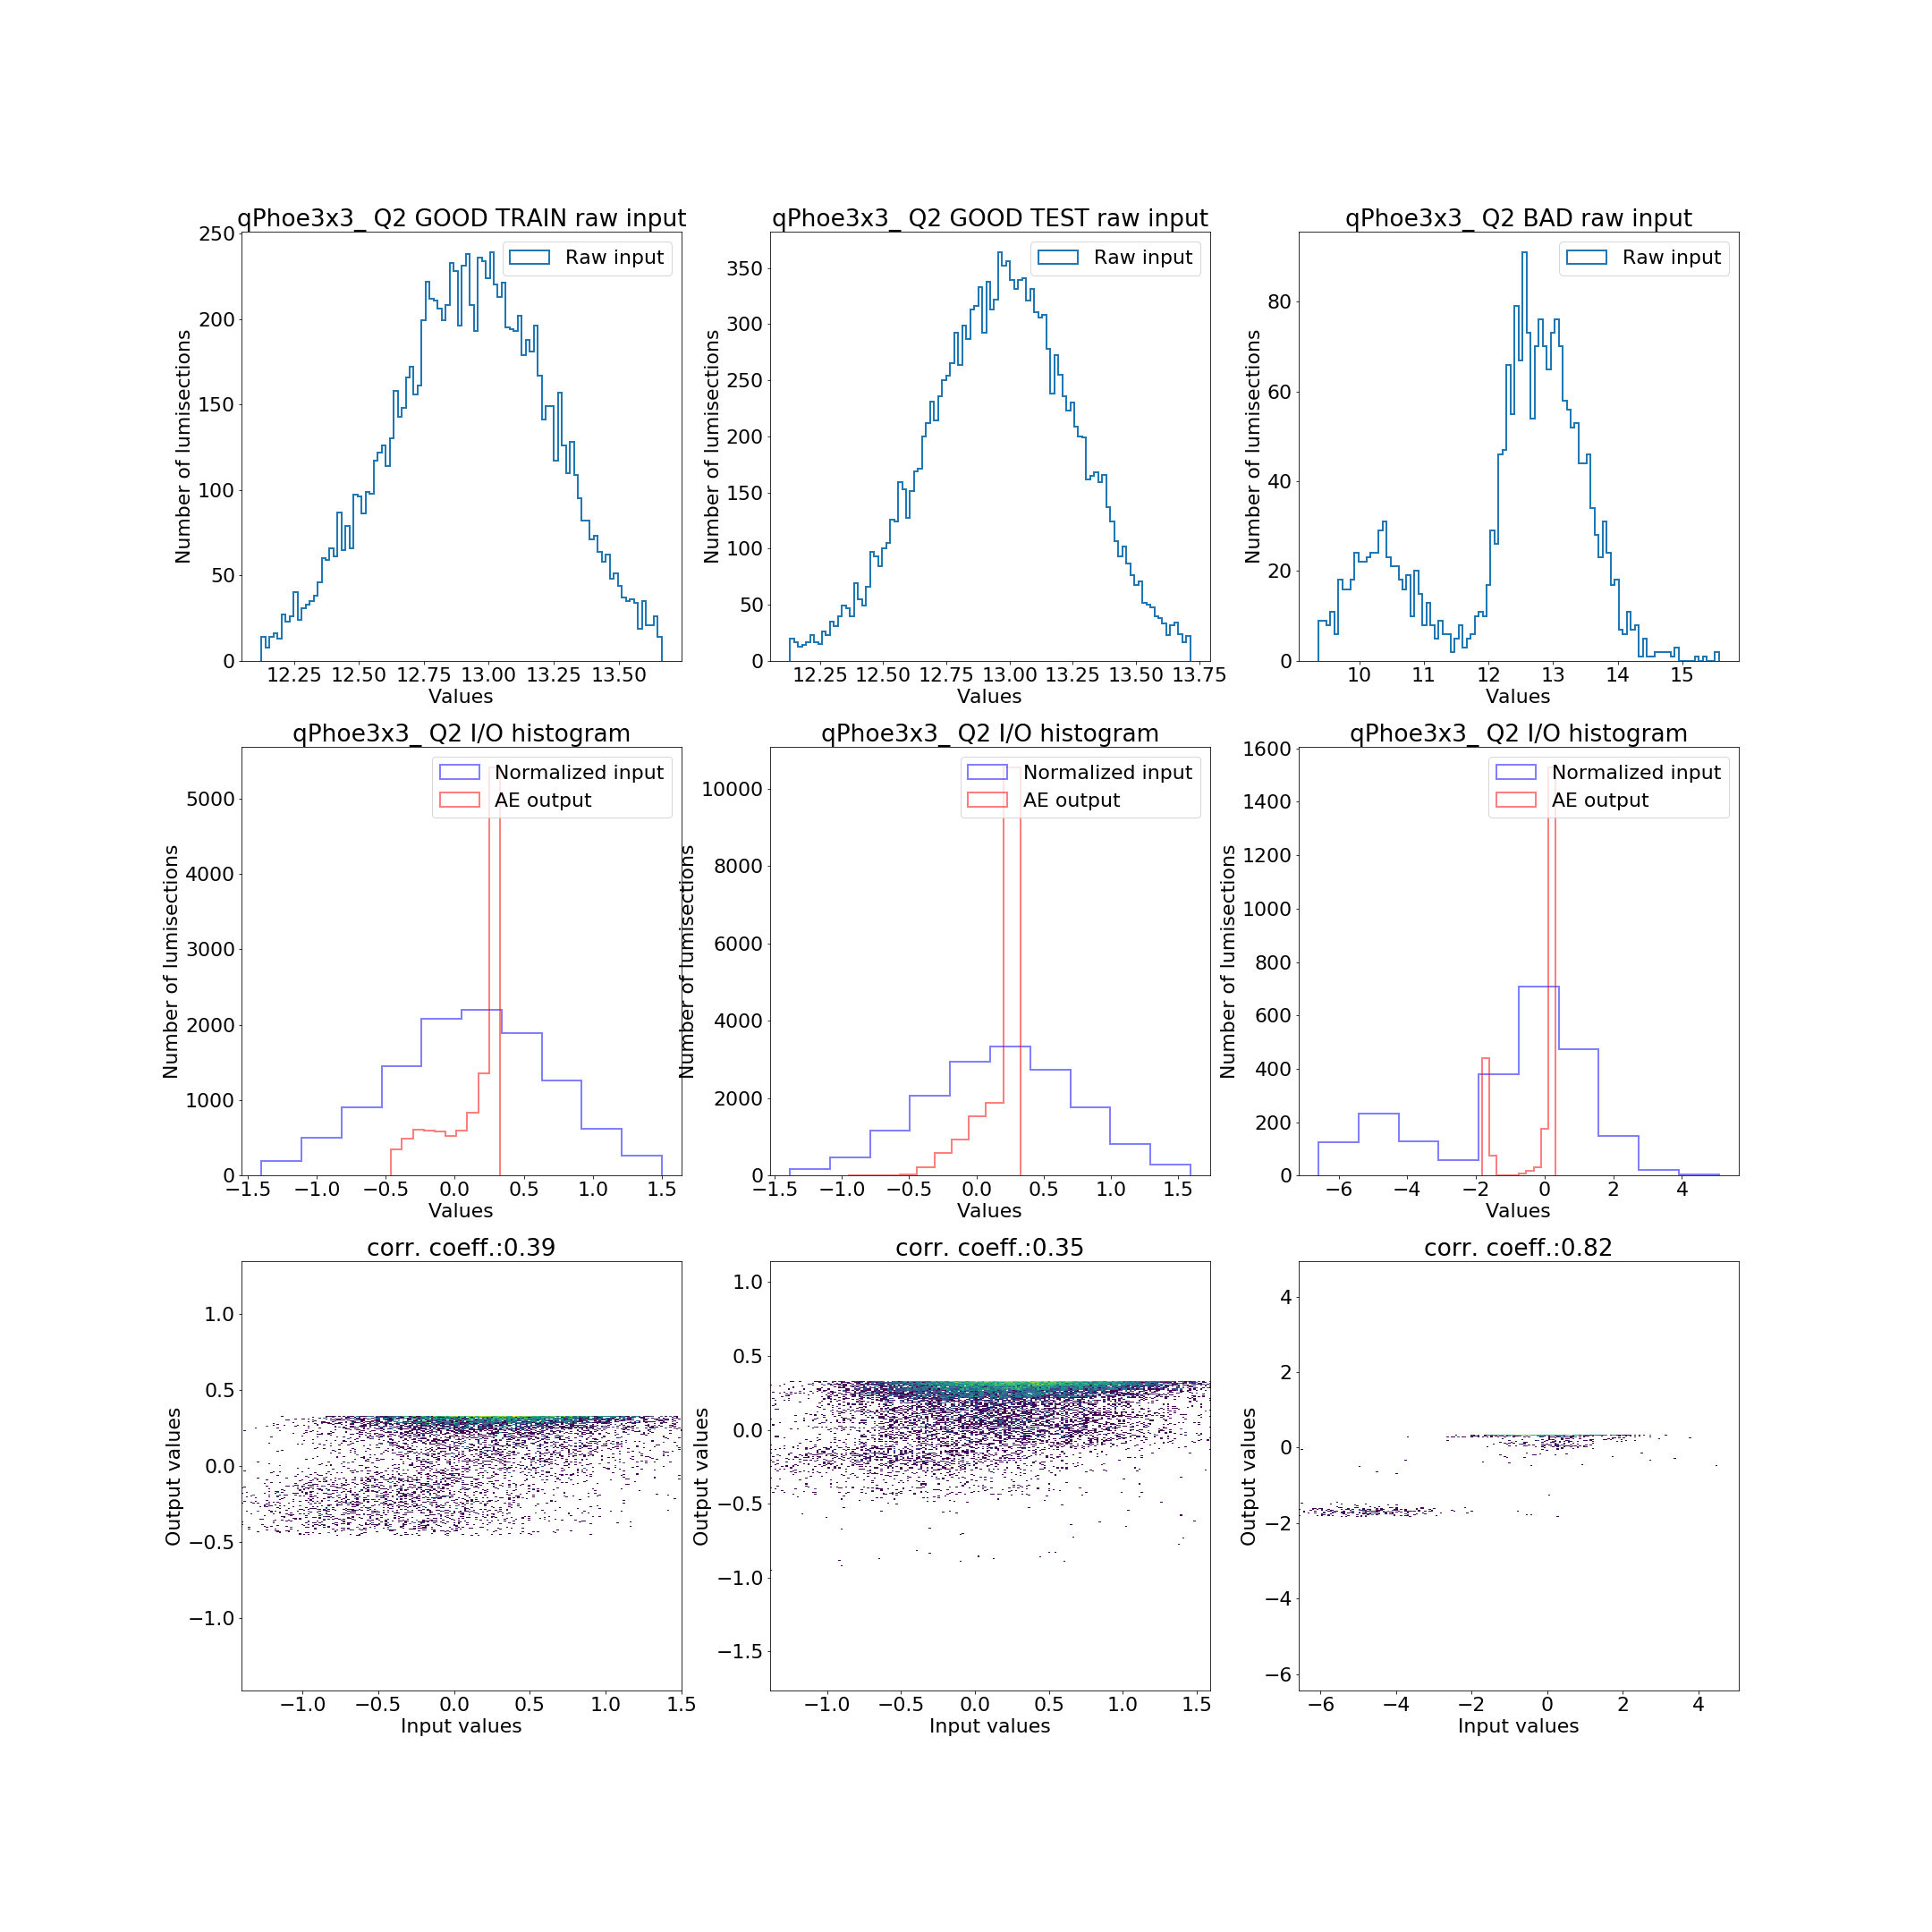 qPhoe3x3_ Q2 GOOD TRAIN raw input
Raw input
Number of lumisections
250
200
150
100
50
0
12.25 12.50 12.75 13.00 13.25 13.50
Values
qPhoe3x3_ Q2 GOOD TEST raw input
Raw input
Number of lumisections
350
300
250
200
150
100
50
0
12.25 12.50 12.75 13.00 13.25 13.50 13.75
Values
qPhoe3x3_ Q2 BAD raw input
Raw input
Number of lumisections
80
60
40
20
0
10 11 12 13 14 15
Values
qPhoe3x3_ Q2 I/O histogram
Normalized input
AE output
Number of lumisections
5000
4000
3000
2000
1000
0
−1.5 −1.0 −0.5 0.0 0.5 1.0 1.5
Values
qPhoe3x3_ Q2 I/O histogram
Normalized input
AE output
Number of lumisections
10000
8000
6000
4000
2000
0
−1.5 −1.0 −0.5 0.0 0.5 1.0 1.5
Values
qPhoe3x3_ Q2 I/O histogram
Normalized input
AE output
Number of lumisections
1600
1400
1200
1000
800
600
400
200
0
−6 −4 −2 0 2 4
Values
corr. coeff.:0.39
Output values
1.0
0.5
0.0
−0.5
−1.0
−1.0 −0.5 0.0 0.5 1.0 1.5
Input values
corr. coeff.:0.35
Output values
1.0
0.5
0.0
−0.5
−1.0
−1.5
−1.0 −0.5 0.0 0.5 1.0 1.5
Input values
corr. coeff.:0.82
Output values
4
2
0
−2
−4
−6
−6 −4 −2 0 2 4
Input values